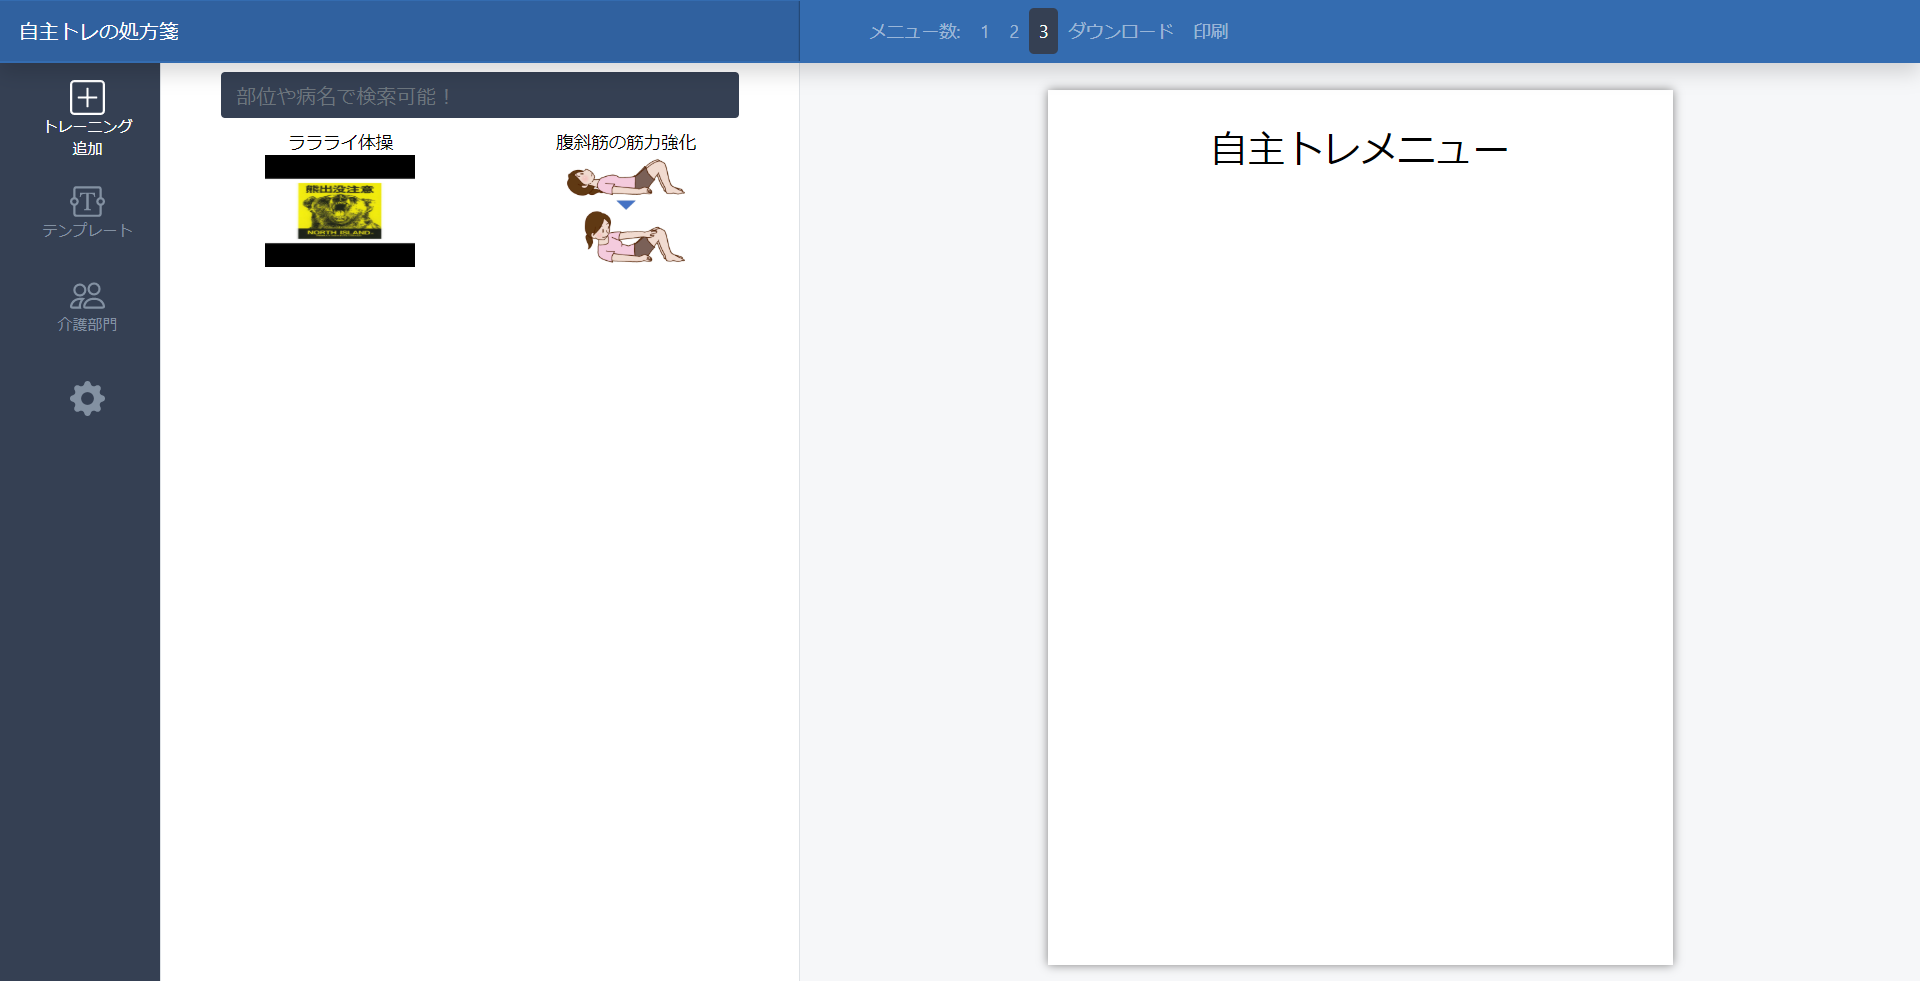 自主トレの処方箋
メニュー数: 1 2 3 ダウンロード 印刷
トレーニング
追加
テンプレート
介護部門
部位や病名で検索可能！
ララライ体操
熊出没注意
NORTH ISLAND
腹斜筋の筋力強化
自主トレメニュー